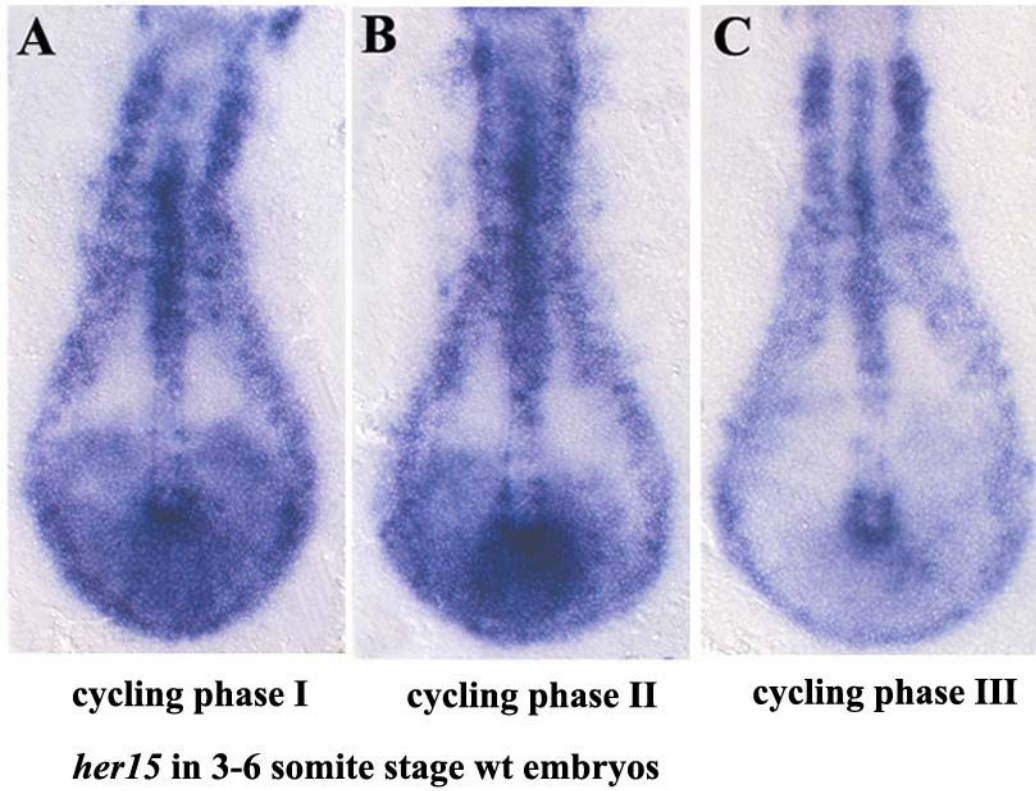 A B C
cycling phase I cycling phase II cycling phase III
her15 in 3-6 somite stage wt embryos